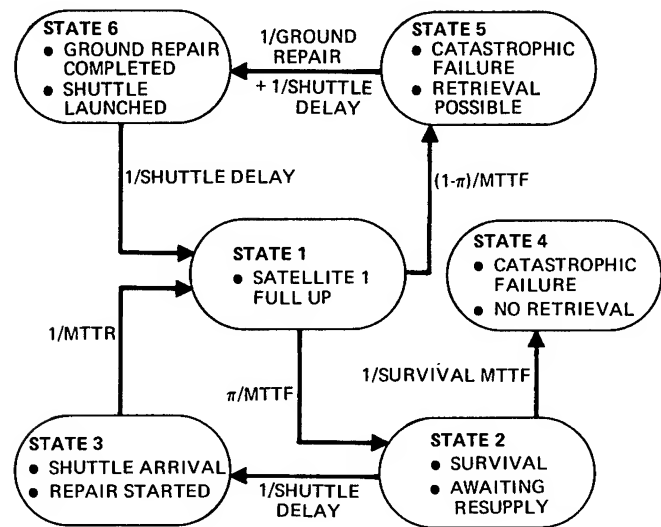 STATE 6
● GROUND REPAIR
COMPLETED
● SHUTTLE
LAUNCHED
1/GROUND
REPAIR
+ 1/SHUTTLE
DELAY
STATE 5
● CATASTROPHIC
FAILURE
● RETRIEVAL
POSSIBLE
1/SHUTTLE DELAY
(1-π)/MTTF
STATE 1
● SATELLITE 1
FULL UP
STATE 4
● CATASTROPHIC
FAILURE
● NO RETRIEVAL
1/MTTR
π/MTTF
1/SURVIVAL MTTF
STATE 3
● SHUTTLE ARRIVAL
● REPAIR STARTED
1/SHUTTLE
DELAY
STATE 2
● SURVIVAL
● AWAITING
RESUPPLY